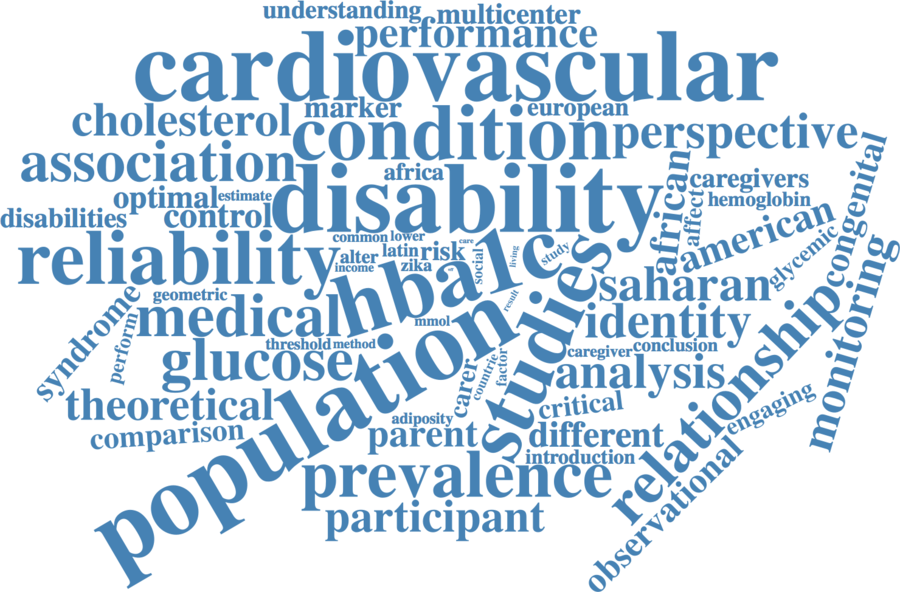 understanding
multicenter
performance
cardiovascular
marker
european
cholesterol
condition
perspective
association
africa
disability
african
caregivers
congenital
optimal
estimate
hemoglobin
affect
disabilities
control
american
common
lower
care
reliability
alter
latin
risk
social
living
study
glycemic
income
zika
hba1c
studies
saharan
monitoring
syndrome
geometric
medical
mmol
result
identity
relationship
perform
threshold
method
population
glucose
countrie
factor
caregiver
conclusion
carer
analysis
theoretical
adiposity
critical
engaging
comparison
parent
different
introduction
prevalence
observational
participant